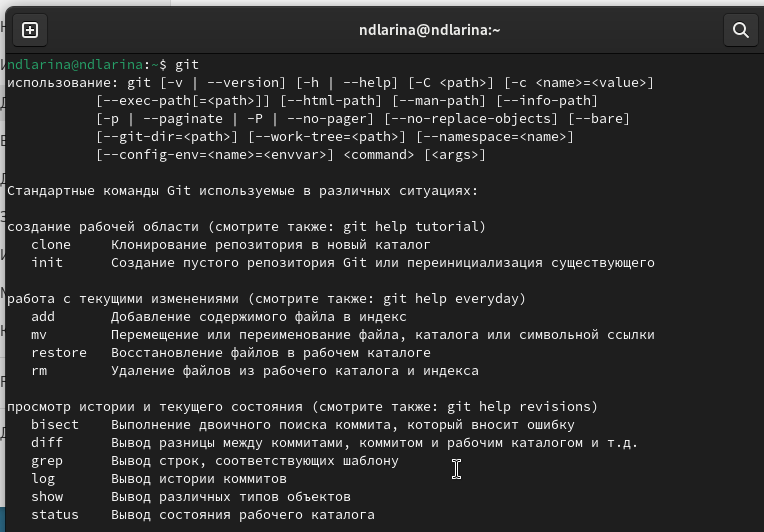 ndlarina@ndlarina:~
ndlarina@ndlarina:~$ git
использование: git [-v | --version] [-h | --help] [-C <path>] [-c <name>=<value>]
           [--exec-path[=<path>]] [--html-path] [--man-path] [--info-path]
           [-p | --paginate | -P | --no-pager] [--no-replace-objects] [--bare]
           [--git-dir=<path>] [--work-tree=<path>] [--namespace=<name>]
           [--config-env=<name>=<envvar>] <command> [<args>]
Стандартные команды Git используемые в различных ситуациях:
создание рабочей области (смотрите также: git help tutorial)
   clone     Клонирование репозитория в новый каталог
   init      Создание пустого репозитория Git или переинициализация существующего
работа с текущими изменениями (смотрите также: git help everyday)
   add       Добавление содержимого файла в индекс
   mv        Перемещение или переименование файла, каталога или символьной ссылки
   restore   Восстановление файлов в рабочем каталоге
   rm        Удаление файлов из рабочего каталога и индекса
просмотр истории и текущего состояния (смотрите также: git help revisions)
   bisect    Выполнение двоичного поиска коммита, который вносит ошибку
   diff      Вывод разницы между коммитами, коммитом и рабочим каталогом и т.д.
   grep      Вывод строк, соответствующих шаблону
   log       Вывод истории коммитов
   show      Вывод различных типов объектов
   status    Вывод состояния рабочего каталога